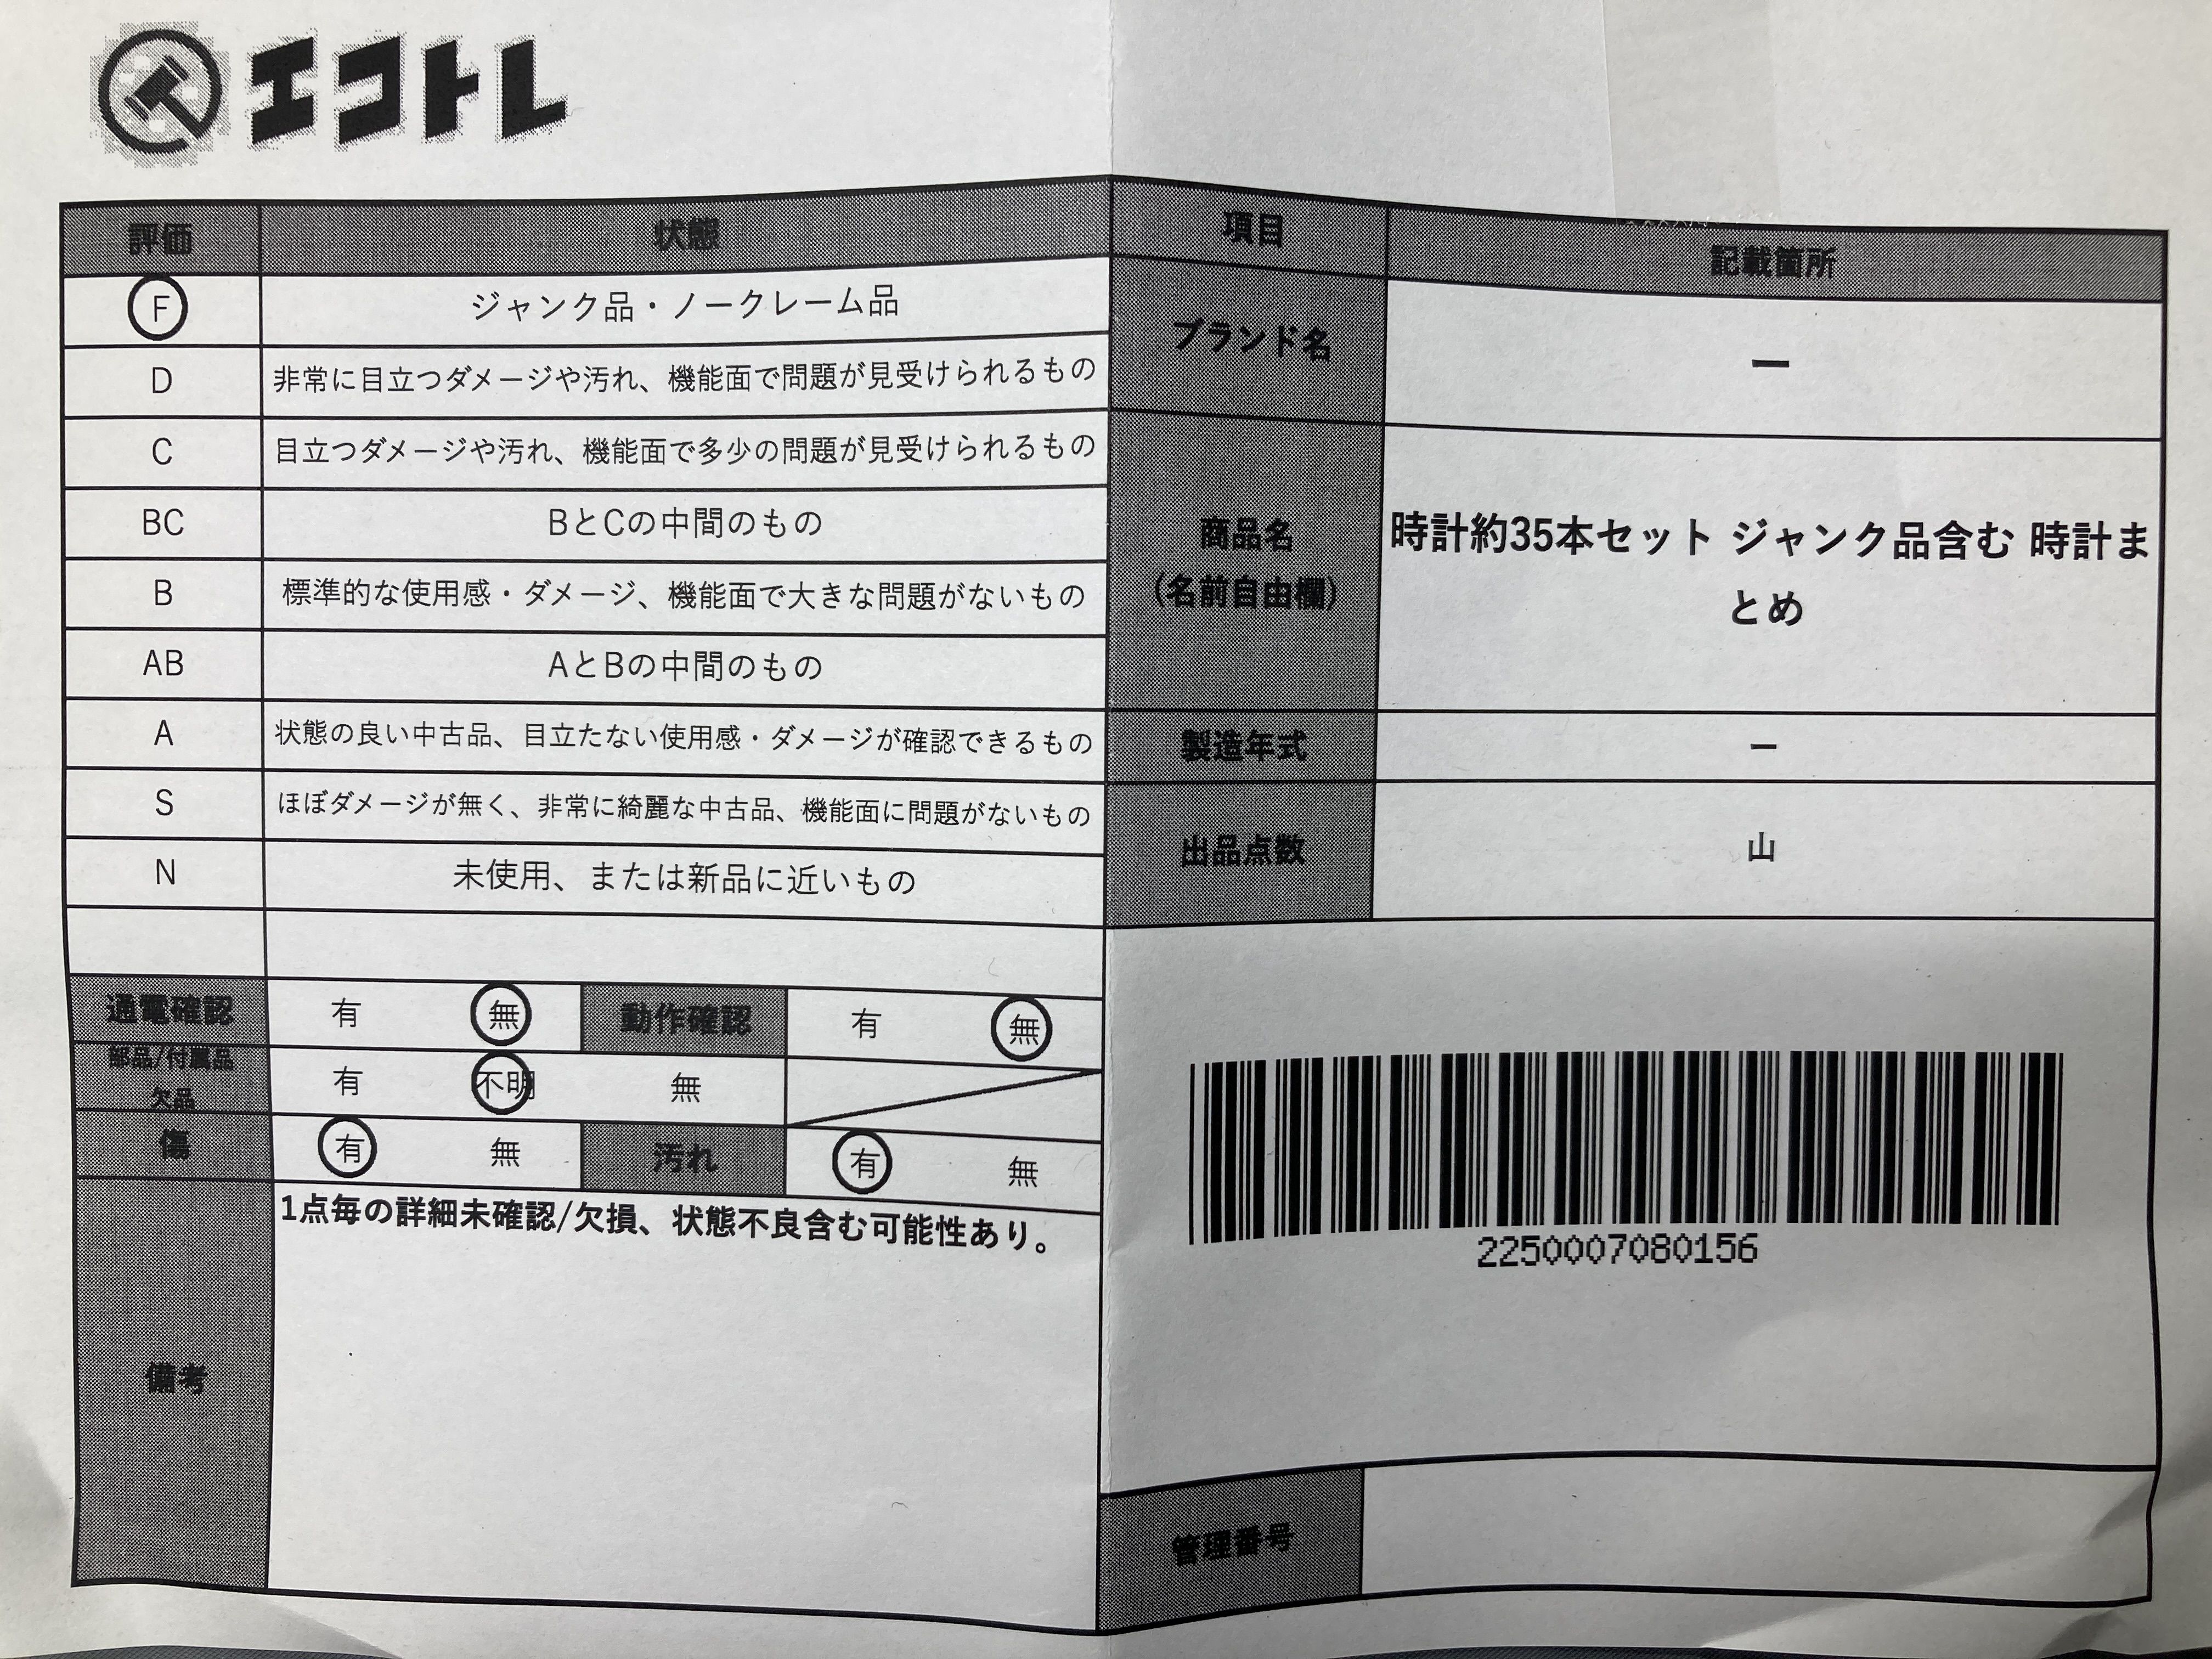 エコトレ
評価 状態
F ジャンク品・ノークレーム品
D 非常に目立つダメージや汚れ、機能面で問題が見受けられるもの
C 目立つダメージや汚れ、機能面で多少の問題が見受けられるもの
BC BとCの中間のもの
B 標準的な使用感・ダメージ、機能面で大きな問題がないもの
AB AとBの中間のもの
A 状態の良い中古品、目立たない使用感・ダメージが確認できるもの
S ほぼダメージが無く、非常に綺麗な中古品、機能面に問題がないもの
N 未使用、または新品に近いもの
通電確認 有 無 動作確認 有 無
部品/付属品
欠品 有 不明 無
傷 有 無 汚れ 有 無
備考 1点毎の詳細未確認/欠損、状態不良含む可能性あり。
項目 記載箇所
ブランド名 ー
商品名
(名前自由欄)
時計約35本セット ジャンク品含む 時計ま
とめ
製造年式 ー
出品点数 山
2250007080156
管理番号